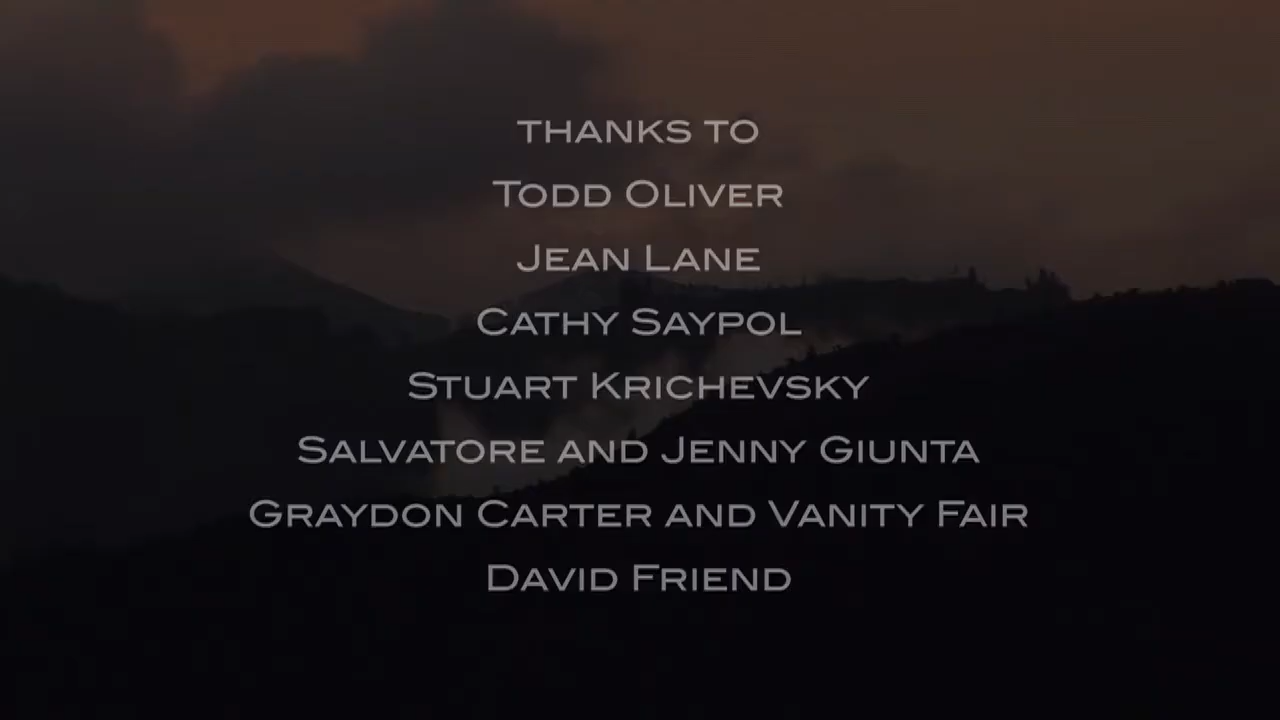 THANKS TO
TODD OLIVER
JEAN LANE
CATHY SAYPOL
STUART KRICHEVSKY
SALVATORE AND JENNY GIUNTA
GRAYDON CARTER AND VANITY FAIR
DAVID FRIEND